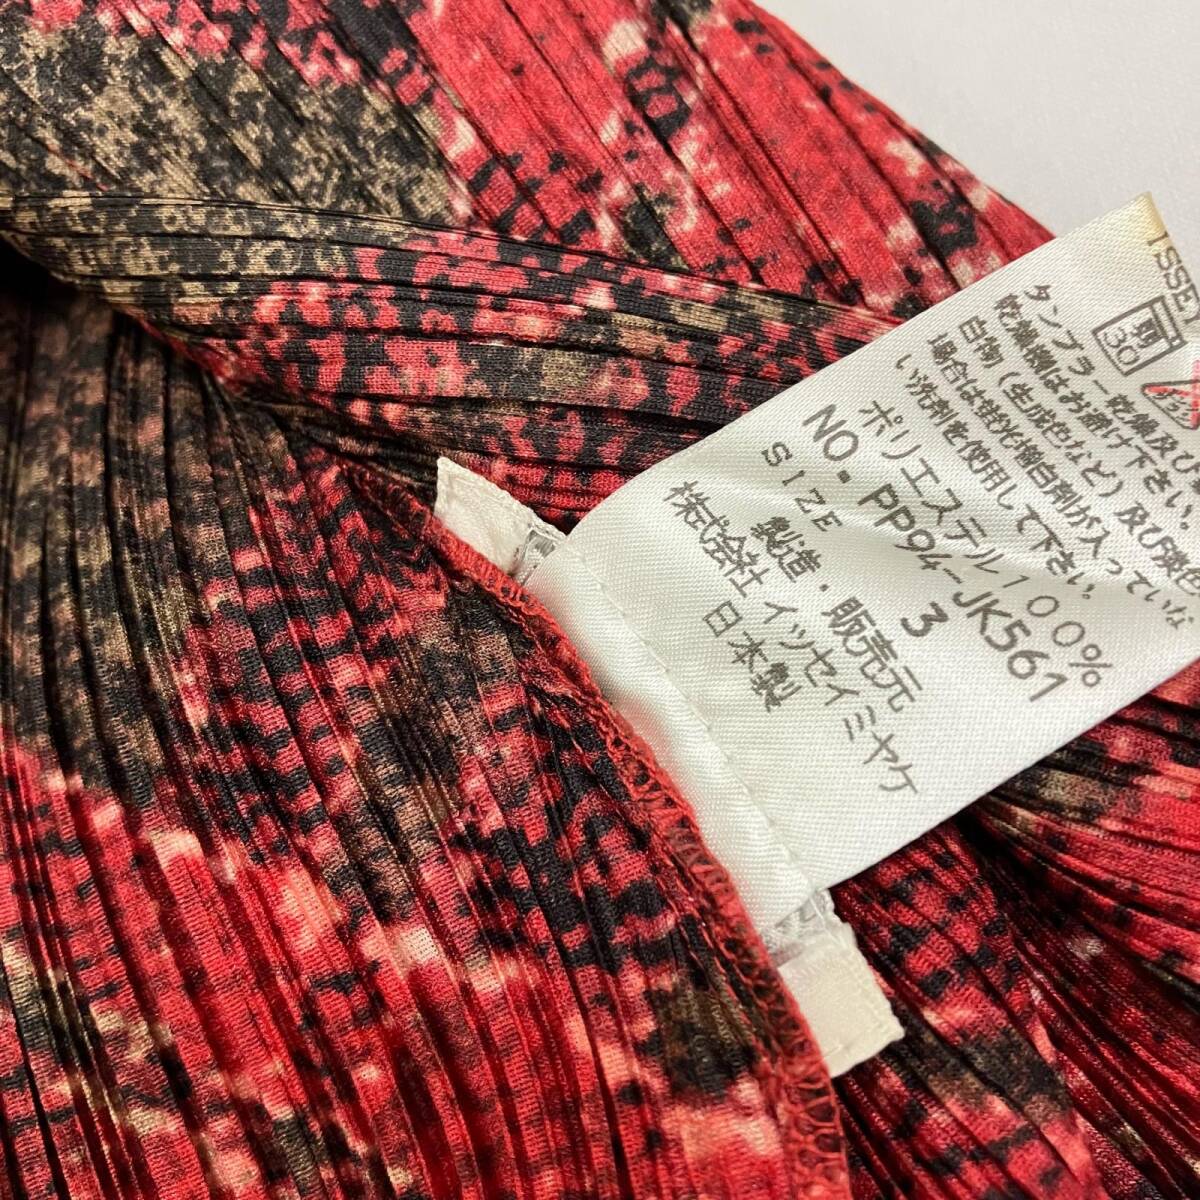 ISSEY
30
タンブラー乾燥及び
乾燥機はお避け下さい。
白物(生成色など)及び淡色
場合は蛍光増白剤が入っていな
い洗剤を使用して下さい。
ポリエステル100%
NO.PP94-JK561
SIZE 3
製造・販売元
株式会社イッセイミヤケ
日本製